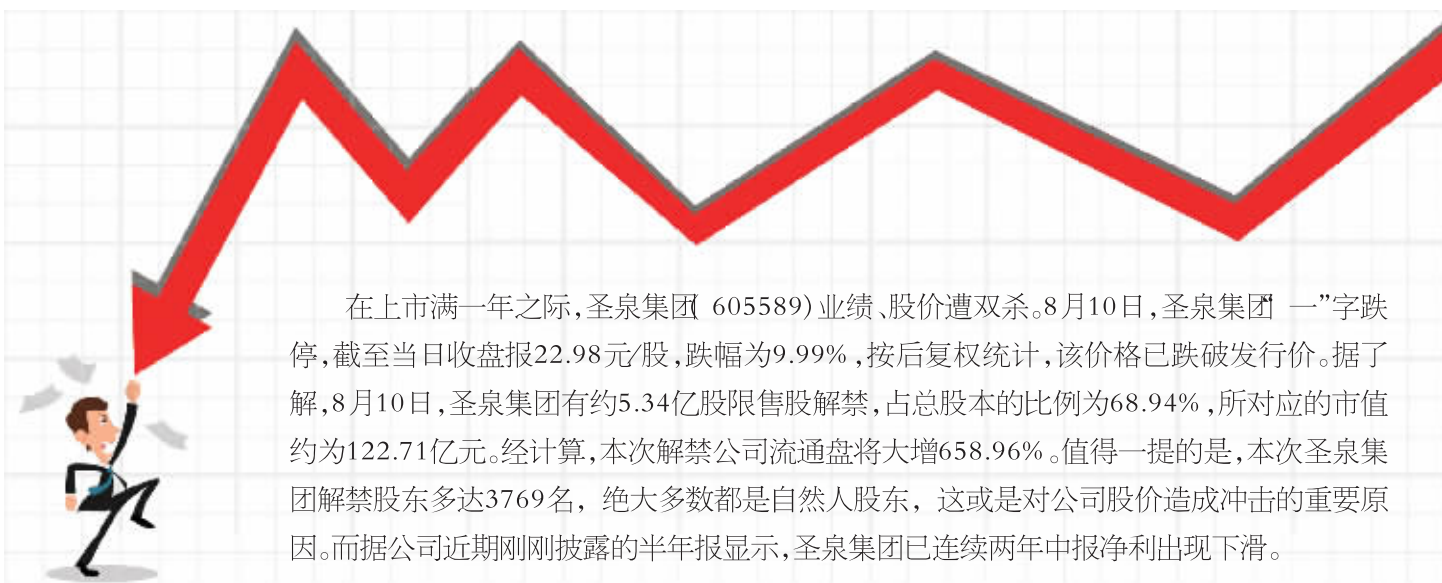 在上市满一年之际,圣泉集团(605589)业绩、股价遭双杀。8月10日,圣泉集团“一”字跌
停,截至当日收盘报22.98元/股,跌幅为9.99%,按后复权统计,该价格已跌破发行价。据了
解,8月10日,圣泉集团有约5.34亿股限售股解禁,占总股本的比例为68.94%,所对应的市值
约为122.71亿元。经计算,本次解禁公司流通盘将大增658.96%。值得一提的是,本次圣泉集
团解禁股东多达3769名,绝大多数都是自然人股东,这或是对公司股价造成冲击的重要原
因。而据公司近期刚刚披露的半年报显示,圣泉集团已连续两年中报净利出现下滑。